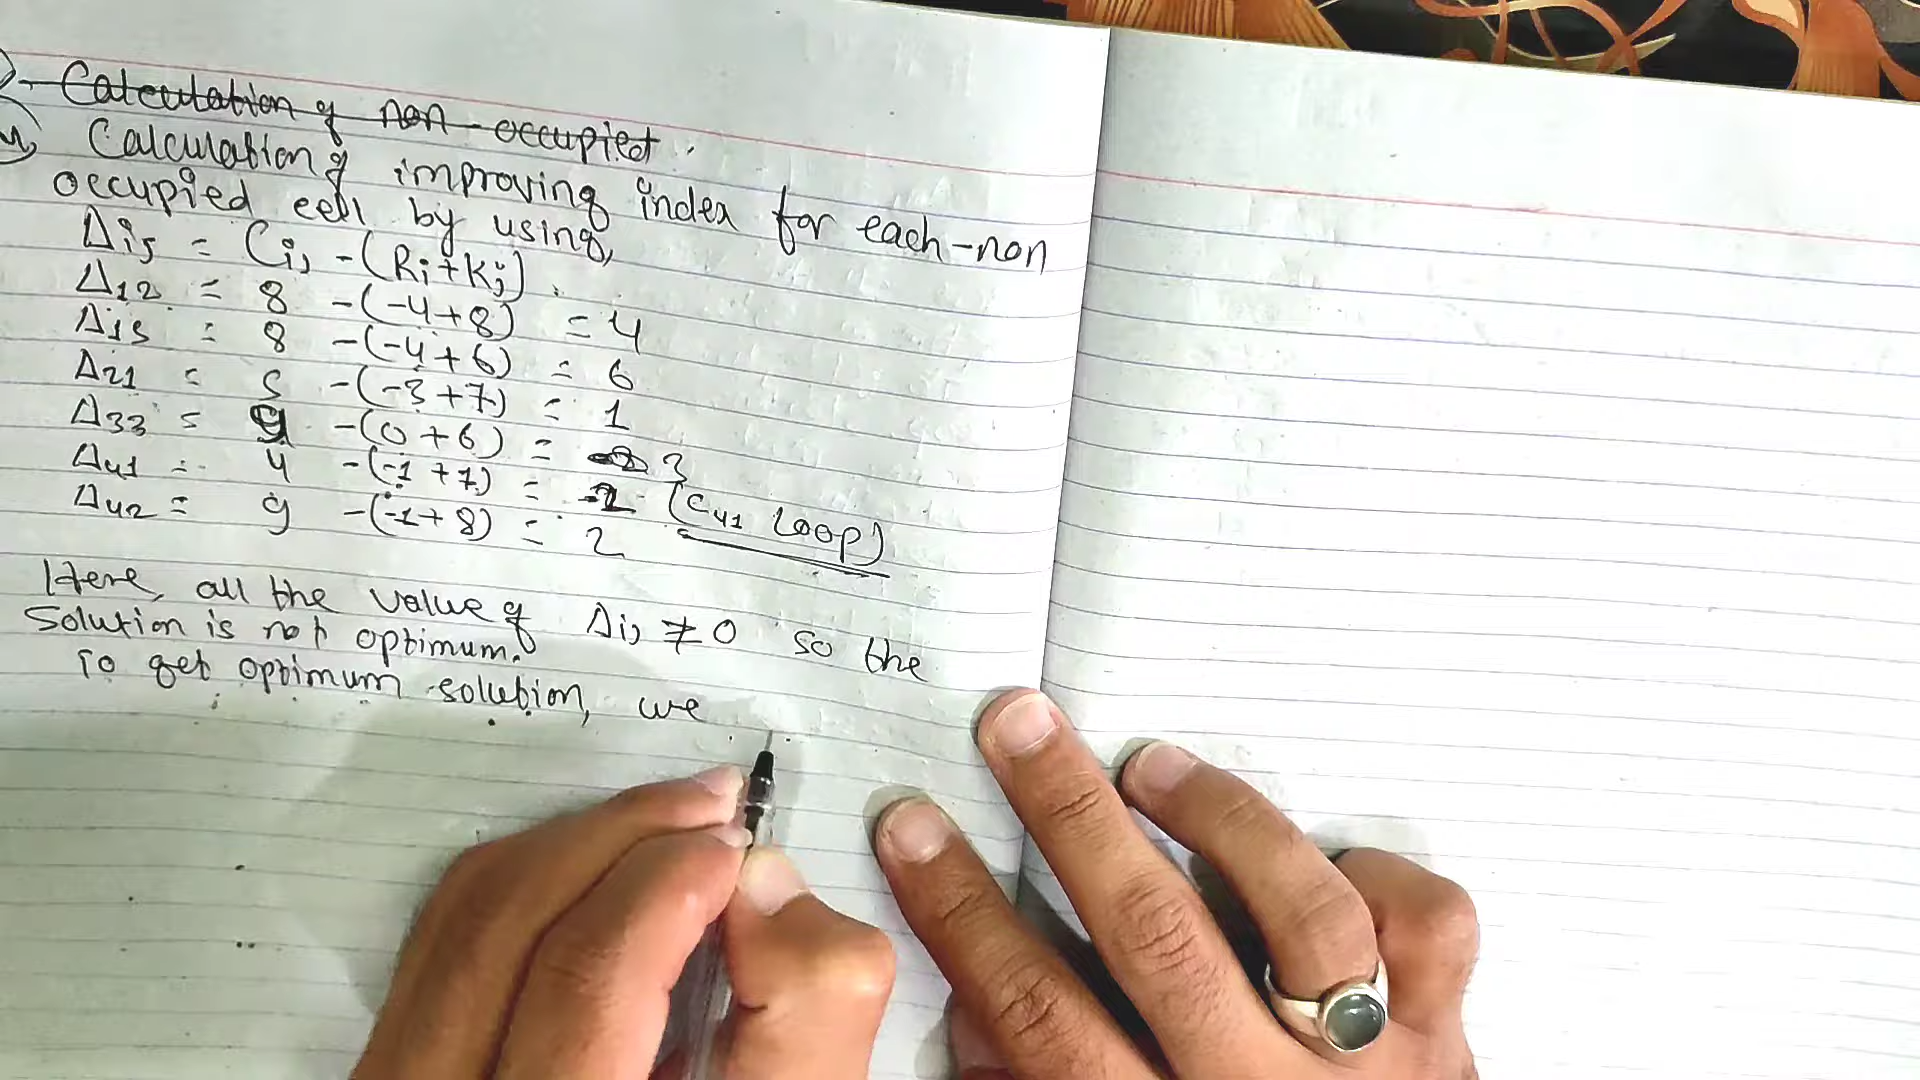 Calculation of non-occupied.
Calculation of improving index for each-non
occupied cell by using,
Δij = Cij - (Ri+Kj).
Δ12 = 8 - (-4+8) = 4
Δ13 = 8 - (-4+6) = 6
Δ21 = 5 - (-3+7) = 1
Δ33 = 9 - (0+6) = 3
Δ41 = 4 - (-1+7) = -2 (C41 Loop)
Δ42 = 9 - (-1+8) = 2
Here, all the value of Δij ≠ 0 so the
Solution is not optimum.
To get optimum solution, we